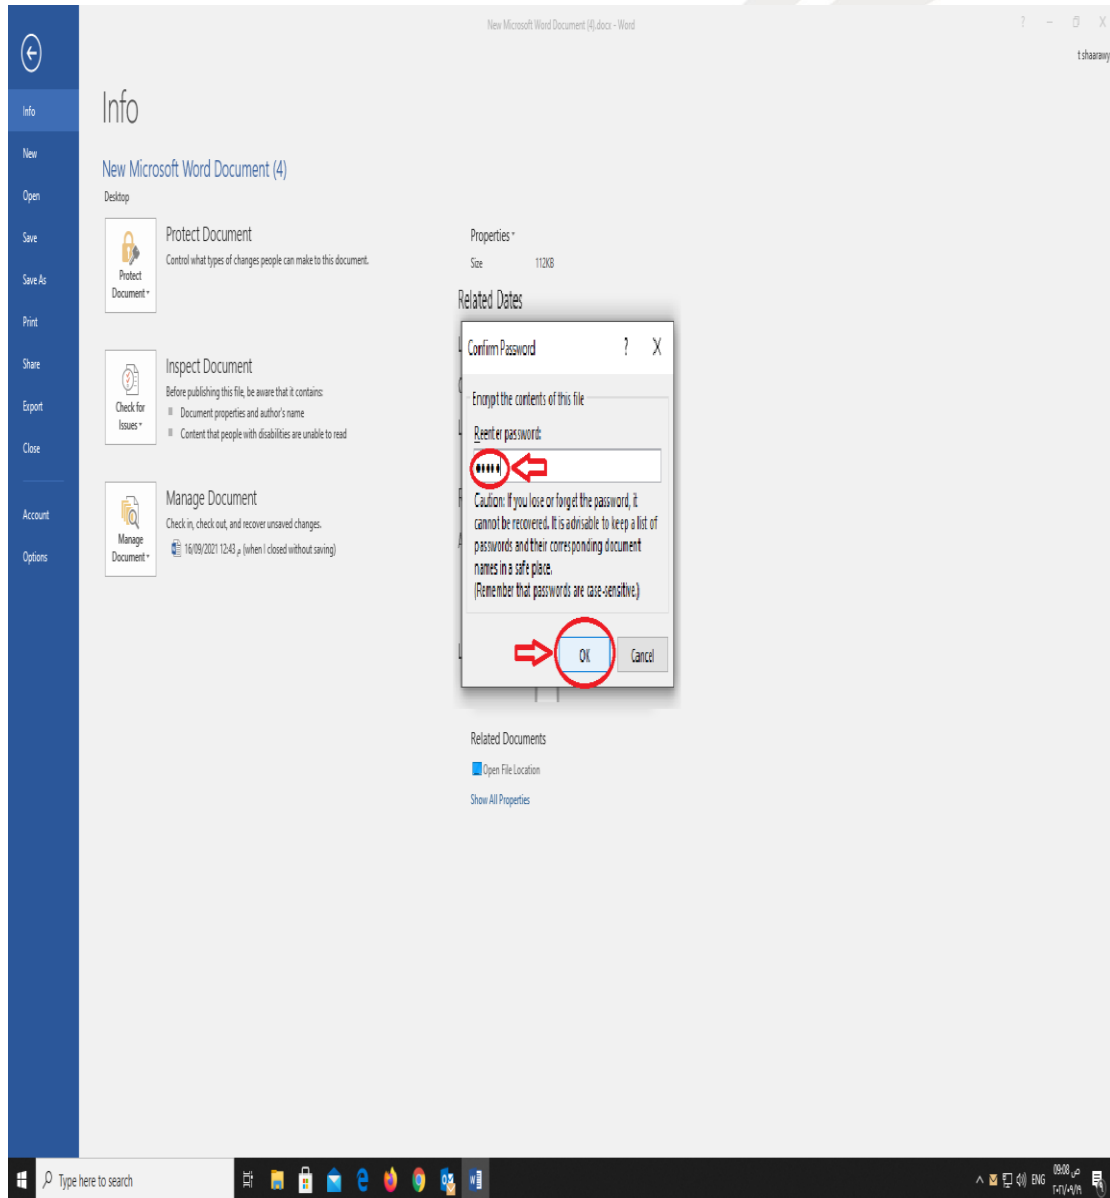 New Microsoft Word Document (4).docx - Word
t shaarawy
Info
New
Open
Save
Save As
Print
Share
Export
Close
Account
Options
Info
New Microsoft Word Document (4)
Desktop
Protect Document
Protect Document
Control what types of changes people can make to this document.
Check for Issues
Inspect Document
Before publishing this file, be aware that it contains:
Document properties and author's name
Content that people with disabilities are unable to read
Manage Document
Manage Document
Check in, check out, and recover unsaved changes.
16/09/2021 12:43 م (when I closed without saving)
Properties
Size 112KB
Related Dates
Confirm Password ? X
Encrypt the contents of this file
Reenter password:
Caution: If you lose or forget the password, it
cannot be recovered. It is advisable to keep a list of
passwords and their corresponding document
names in a safe place.
(Remember that passwords are case-sensitive.)
OK Cancel
Related Documents
Open File Location
Show All Properties
Type here to search
ENG
09:08 ص